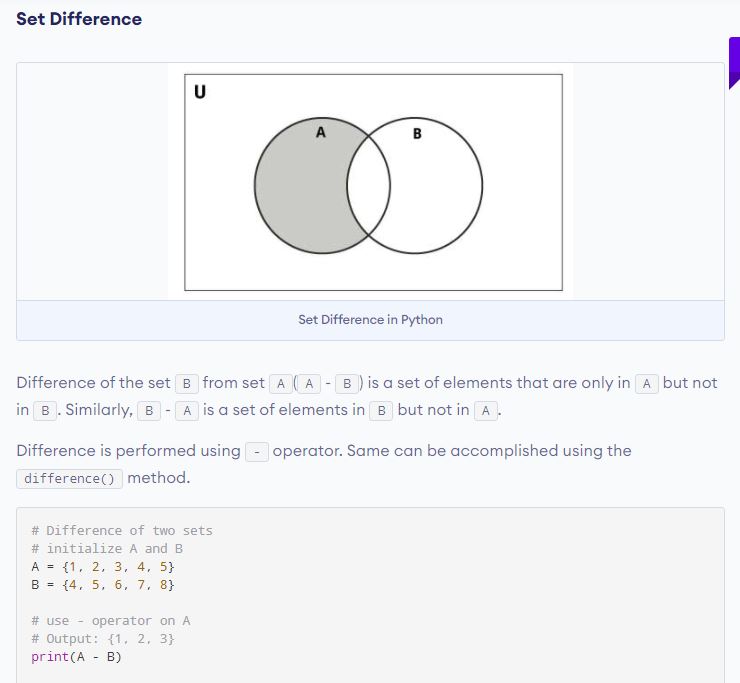 Set Difference
U
A
B
Set Difference in Python
Difference of the set B from set A ( A - B ) is a set of elements that are only in A but not
in B . Similarly, B - A is a set of elements in B but not in A .
Difference is performed using - operator. Same can be accomplished using the
difference() method.
# Difference of two sets
# initialize A and B
A = {1, 2, 3, 4, 5}
B = {4, 5, 6, 7, 8}
# use - operator on A
# Output: {1, 2, 3}
print(A - B)